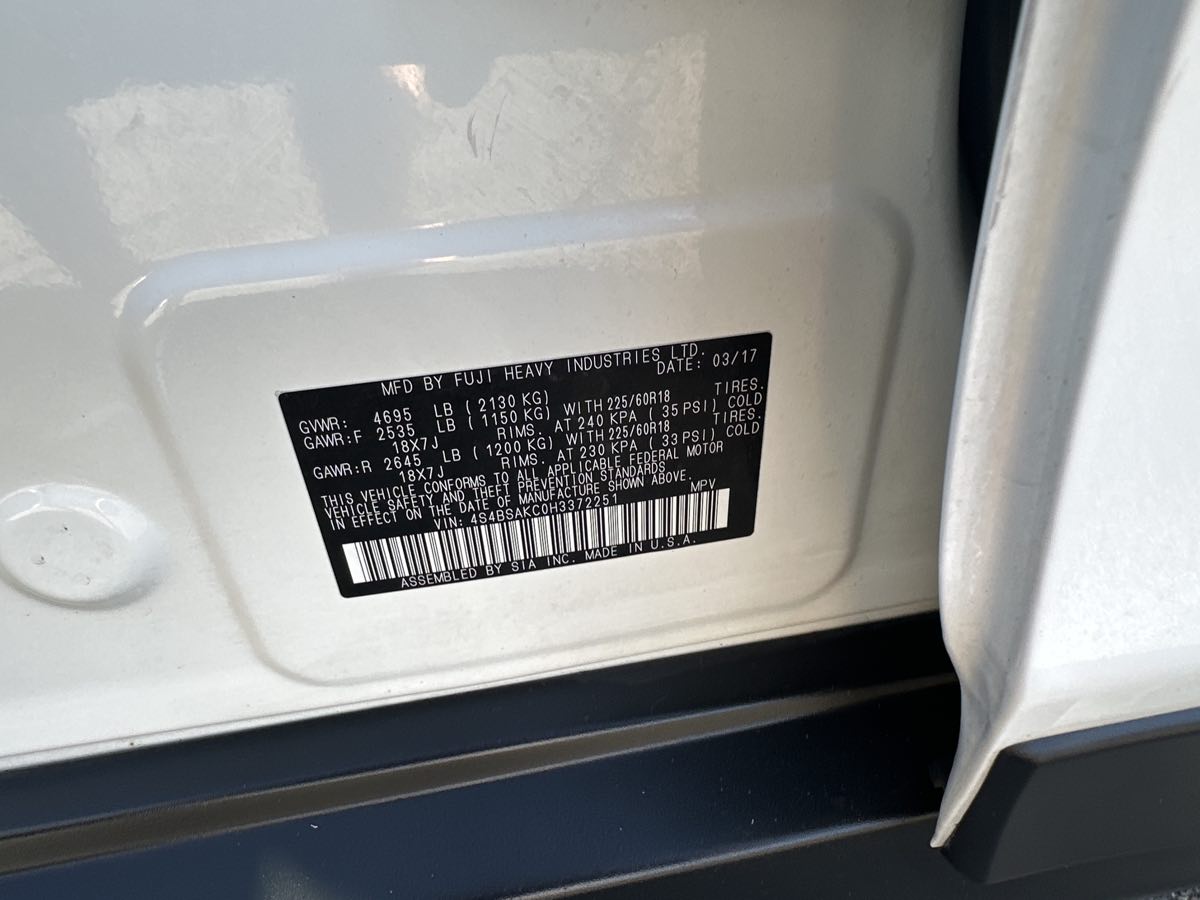 MFD BY FUJI HEAVY INDUSTRIES LTD.
DATE: 03/17
GVWR: 4695 LB ( 2130 KG)
GAWR:F 2535 LB ( 1150 KG) WITH 225/60R18 TIRES.
18X7J RIMS. AT 240 KPA ( 35 PSI) COLD
GAWR:R 2645 LB ( 1200 KG) WITH 225/60R18 TIRES.
18X7J RIMS. AT 230 KPA ( 33 PSI) COLD
THIS VEHICLE CONFORMS TO ALL APPLICABLE FEDERAL MOTOR
VEHICLE SAFETY AND THEFT PREVENTION STANDARDS
IN EFFECT ON THE DATE OF MANUFACTURE SHOWN ABOVE.
VIN: 4S4BSAKC0H3372251 MPV
ASSEMBLED BY SIA INC. MADE IN U.S.A.